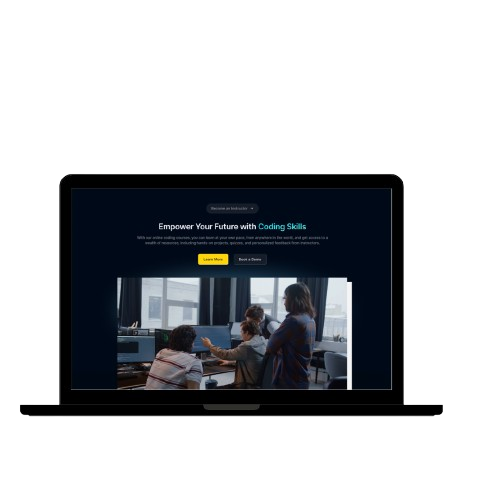 Become an Instructor
Empower Your Future with Coding Skills
With our online coding courses, you can learn at your own pace, from anywhere in the world, and get access to a
wealth of resources, including hands-on projects, quizzes, and personalized feedback from instructors.
Learn More
Book a Demo